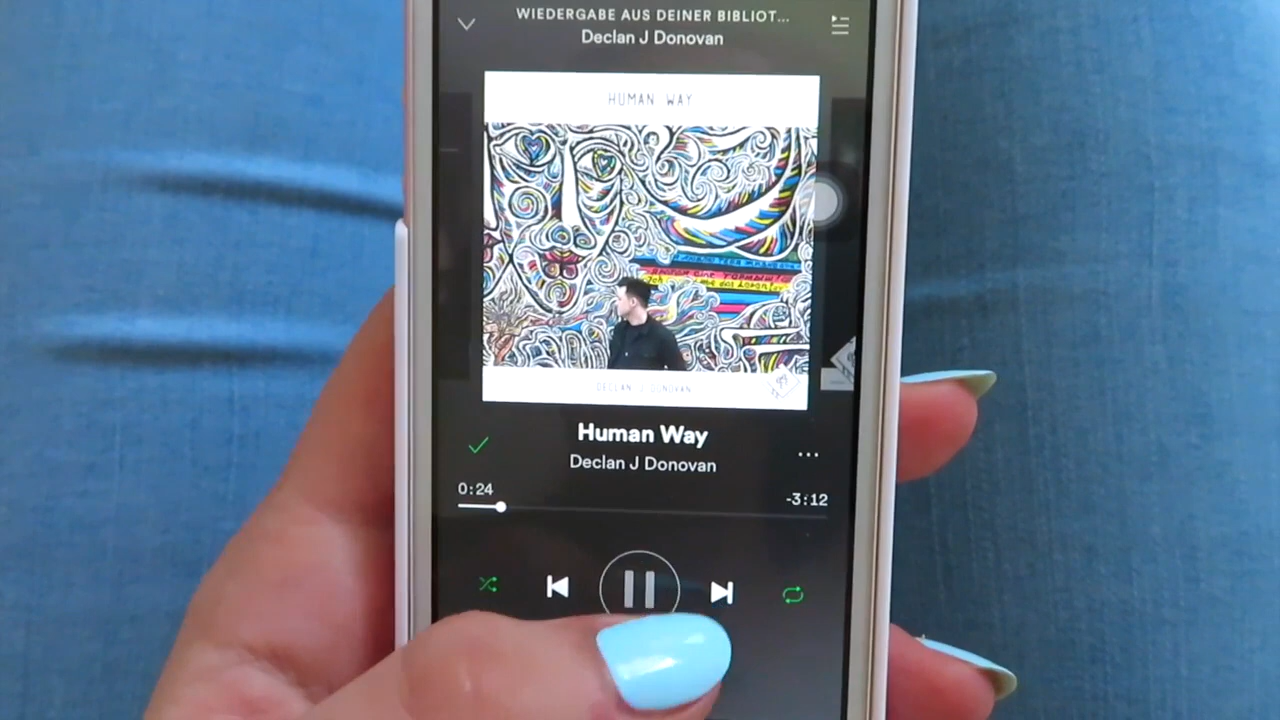 WIEDERGABE AUS DEINER BIBLIOT...
Declan J Donovan
HUMAN WAY
DECLAN J DONOVAN
Human Way
Declan J Donovan
0:24
-3:12